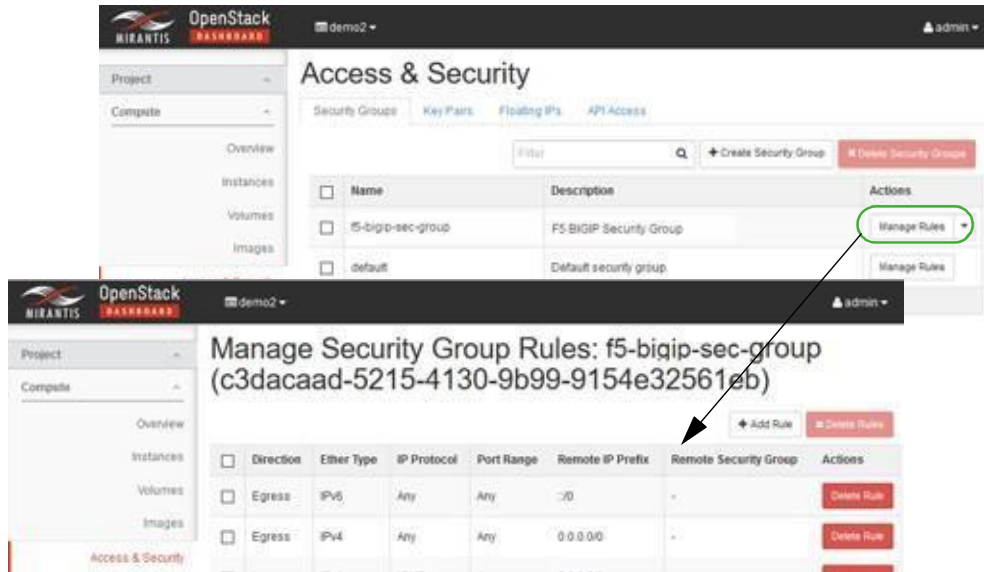 MIRANTIS OpenStack DASHBOARD demo2 admin
Project
Compute
Overview
Instances
Volumes
Images
Access & Security
Security Groups Key Pairs Floating IPs API Access
Filter + Create Security Group Delete Security Groups
Name Description Actions
f5-bigip-sec-group F5 BIGIP Security Group Manage Rules
default Default security group Manage Rules
MIRANTIS OpenStack DASHBOARD demo2 admin
Project
Compute
Overview
Instances
Volumes
Images
Access & Security
Manage Security Group Rules: f5-bigip-sec-group
(c3dacaad-5215-4130-9b99-9154e32561eb)
+ Add Rule Delete Rules
Direction Ether Type IP Protocol Port Range Remote IP Prefix Remote Security Group Actions
Egress IPv6 Any Any ::/0 - Delete Rule
Egress IPv4 Any Any 0.0.0.0/0 - Delete Rule